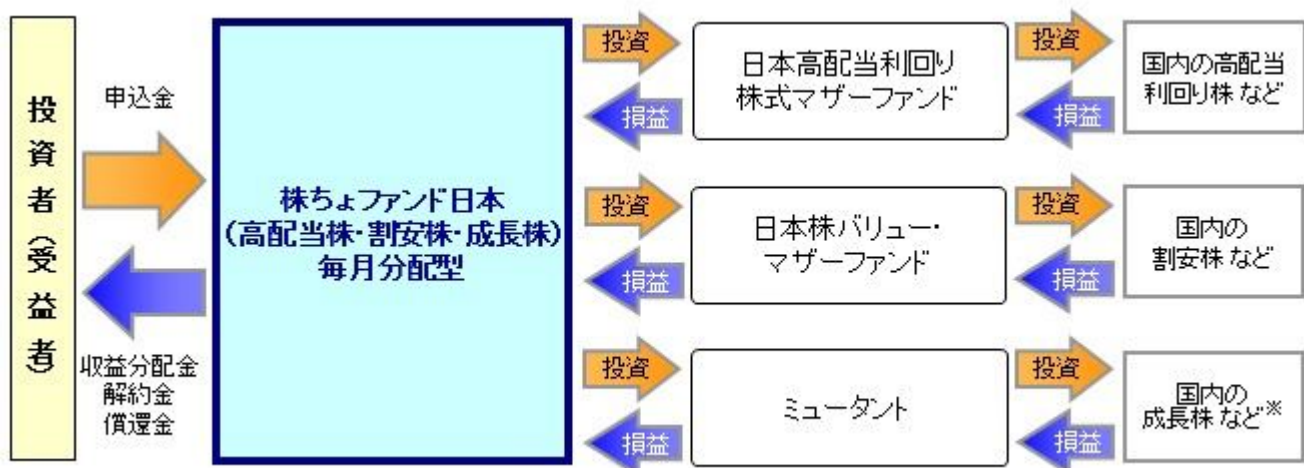 投資者（受益者）
申込金
収益分配金
解約金
償還金
株ちょファンド日本
（高配当株・割安株・成長株）
毎月分配型
投資
損益
日本高配当利回り
株式マザーファンド
投資
損益
国内の高配当
利回り株 など
投資
損益
日本株バリュー・
マザーファンド
投資
損益
国内の
割安株 など
投資
損益
ミュータント
投資
損益
国内の
成長株 など※